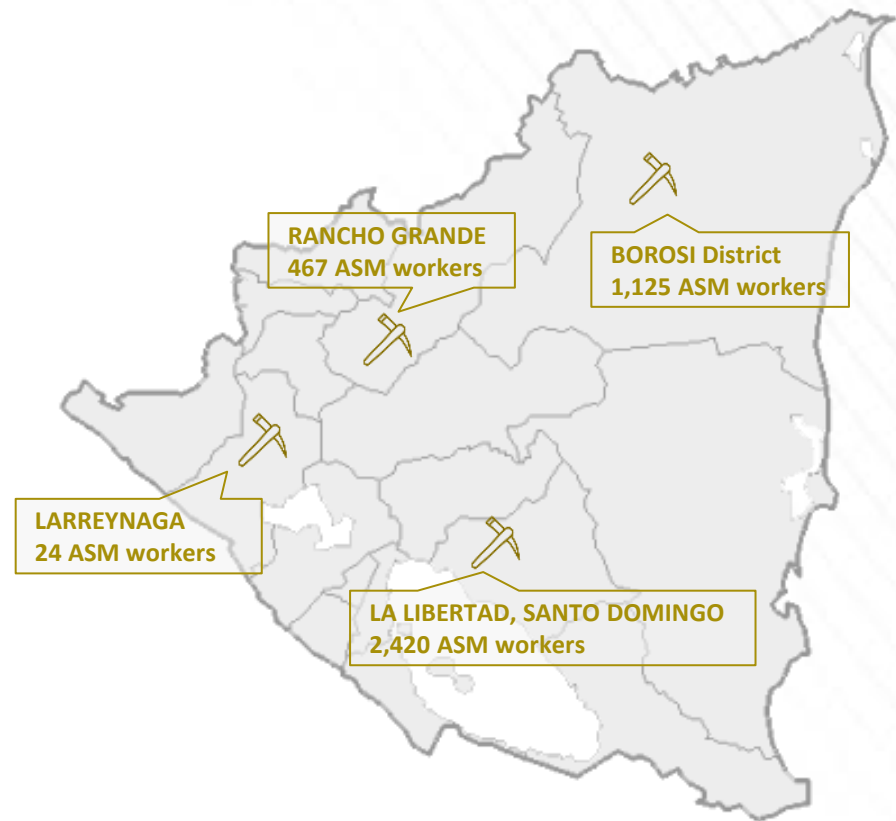 RANCHO GRANDE
467 ASM workers
BOROSI District
1,125 ASM workers
LARREYNAGA
24 ASM workers
LA LIBERTAD, SANTO DOMINGO
2,420 ASM workers